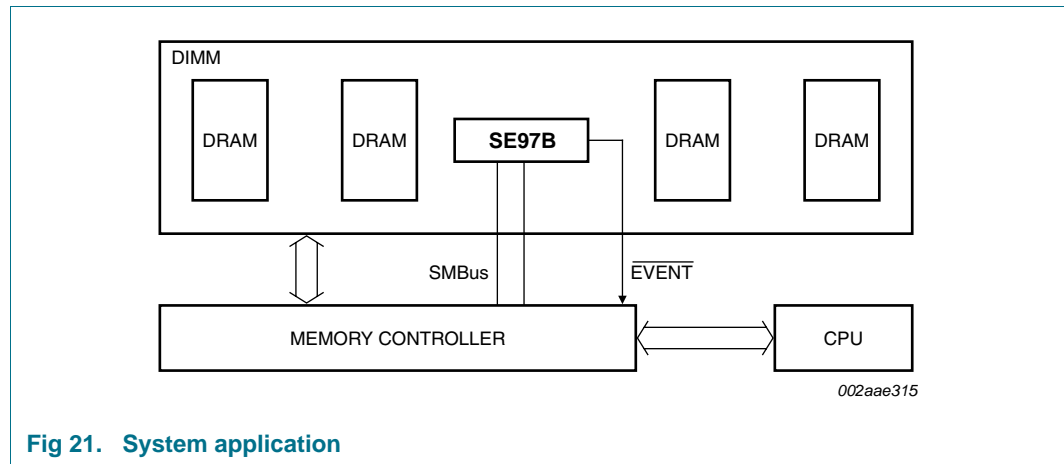 DIMM
DRAM
DRAM
SE97B
DRAM
DRAM
SMBus
EVENT
MEMORY CONTROLLER
CPU
002aae315
Fig 21. System application